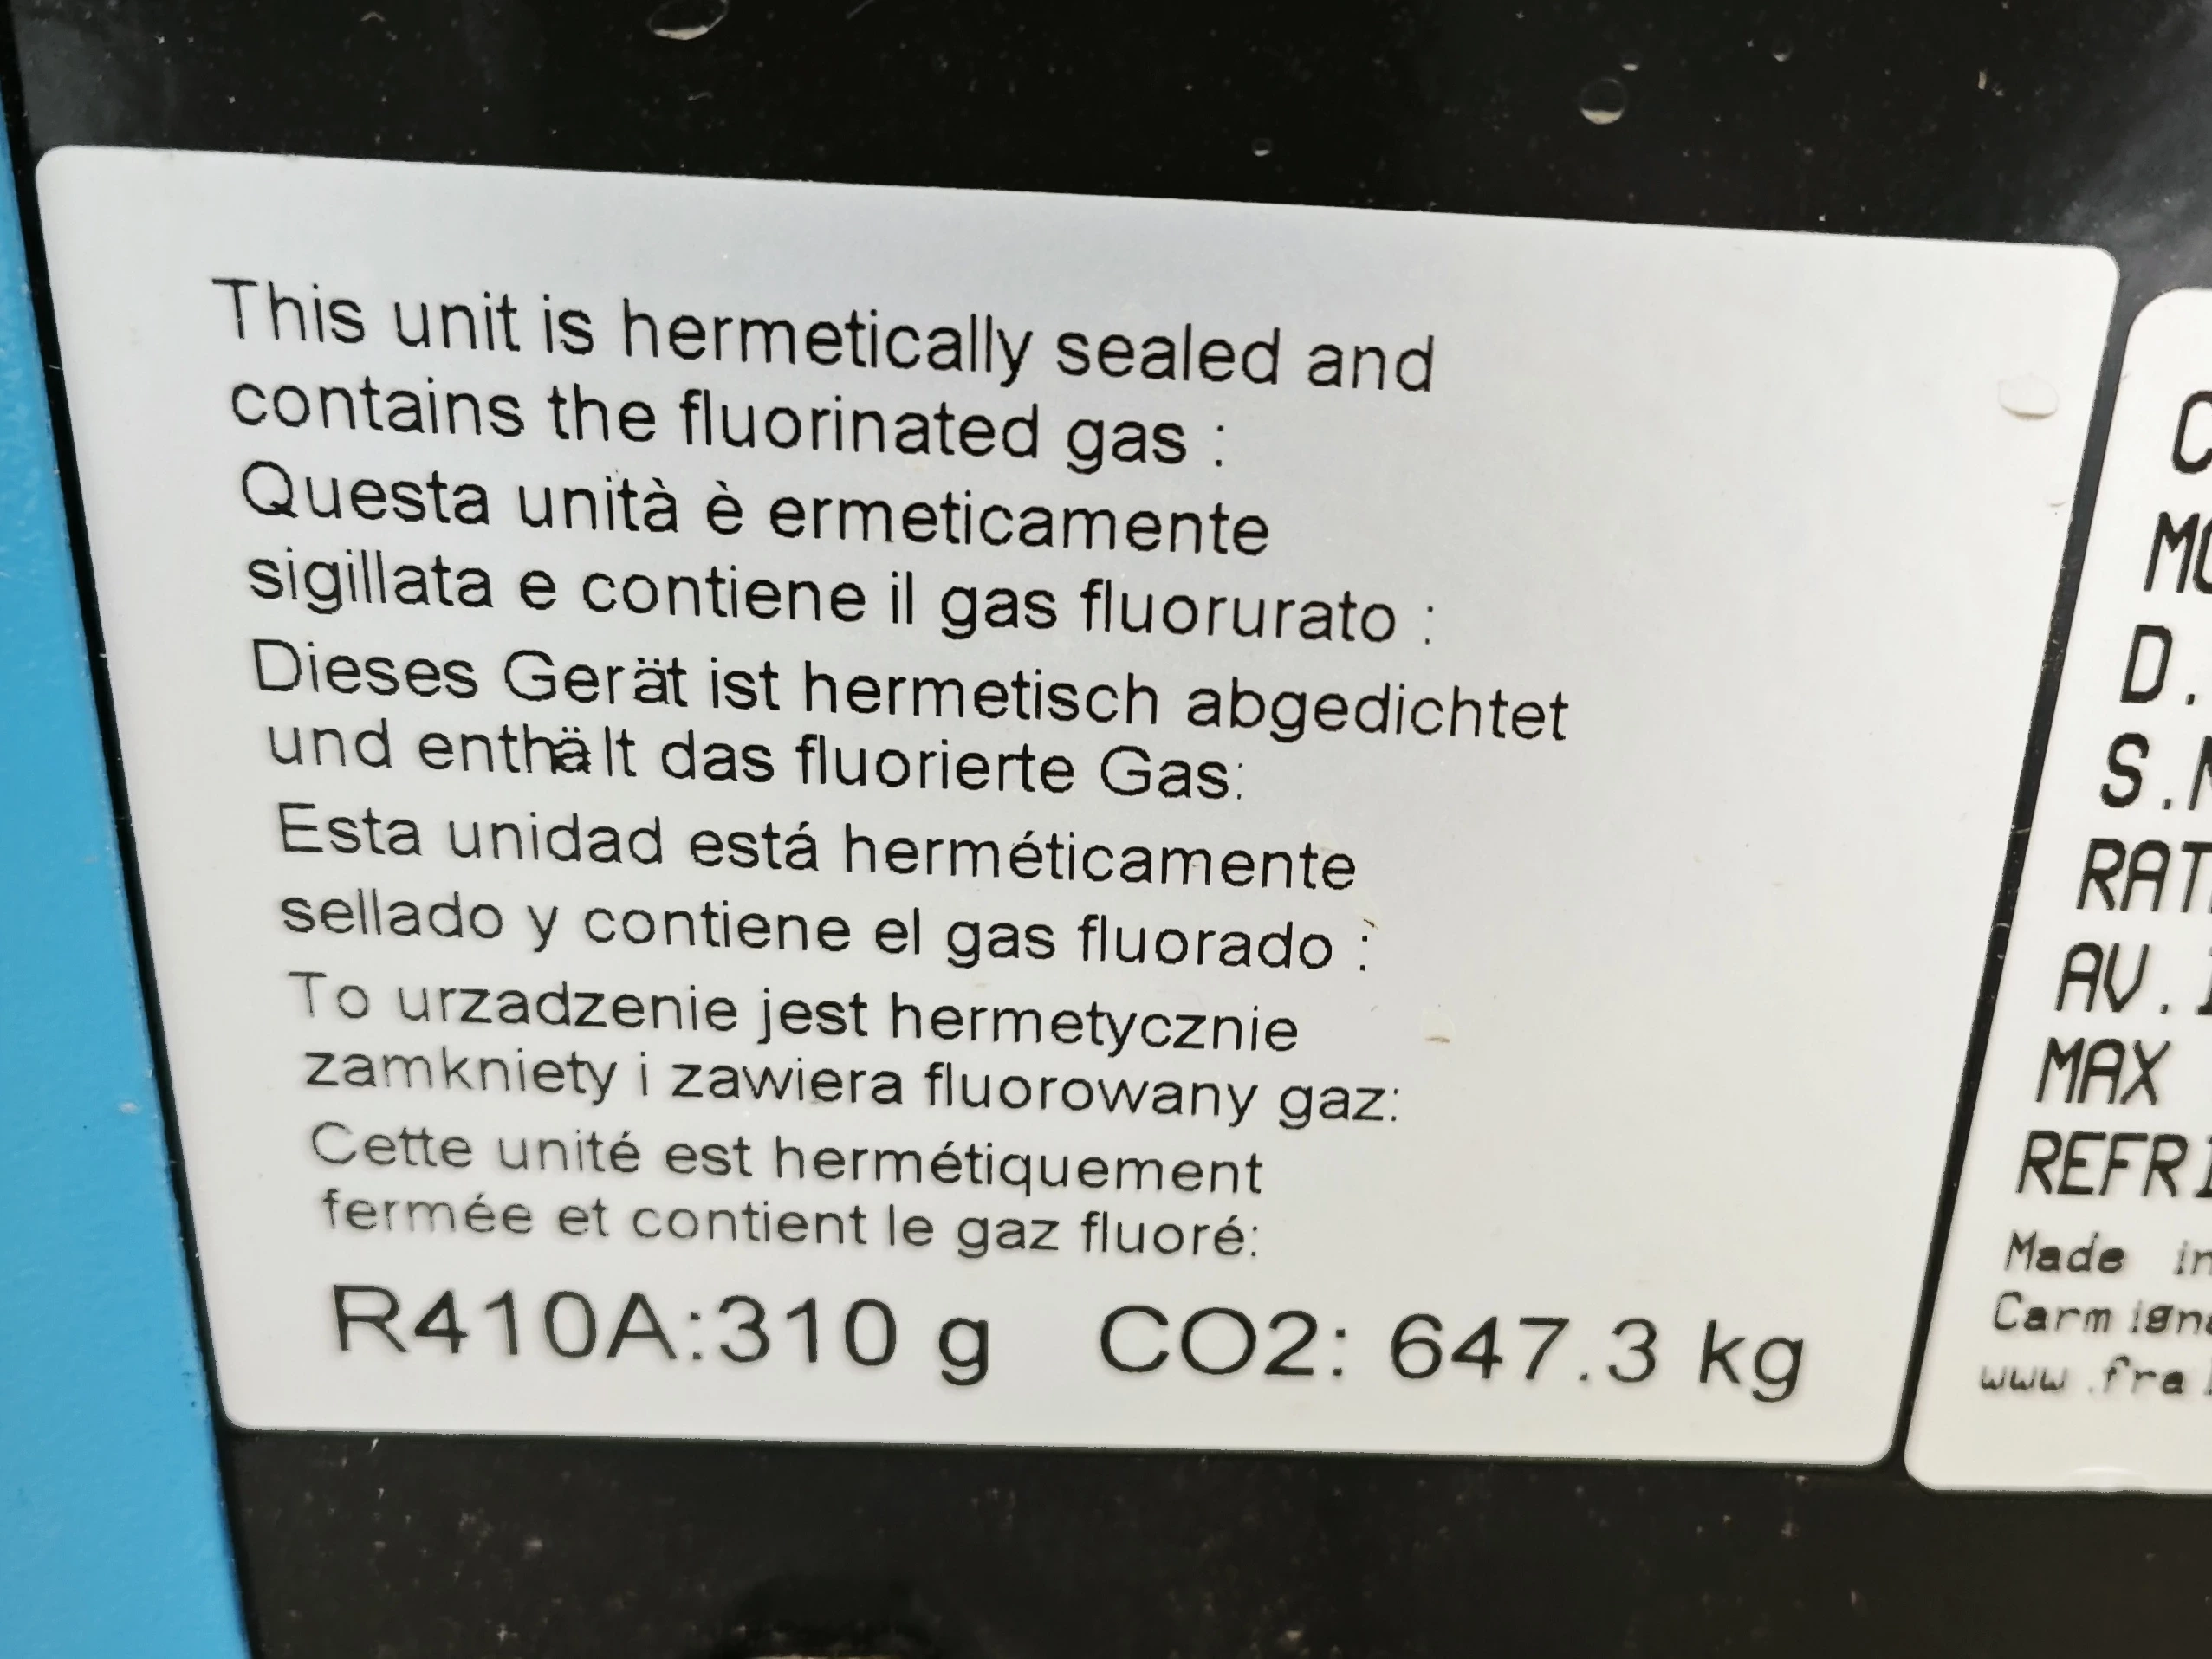 This unit is hermetically sealed and
contains the fluorinated gas :
Questa unità è ermeticamente
sigillata e contiene il gas fluorurato :
Dieses Gerät ist hermetisch abgedichtet
und enthält das fluorierte Gas:
Esta unidad está herméticamente
sellado y contiene el gas fluorado :
To urzadzenie jest hermetycznie
zamkniety i zawiera fluorowany gaz:
Cette unité est hermétiquement
fermée et contient le gaz fluoré:
R410A:310 g CO2: 647.3 kg
D.
MAX
Made in